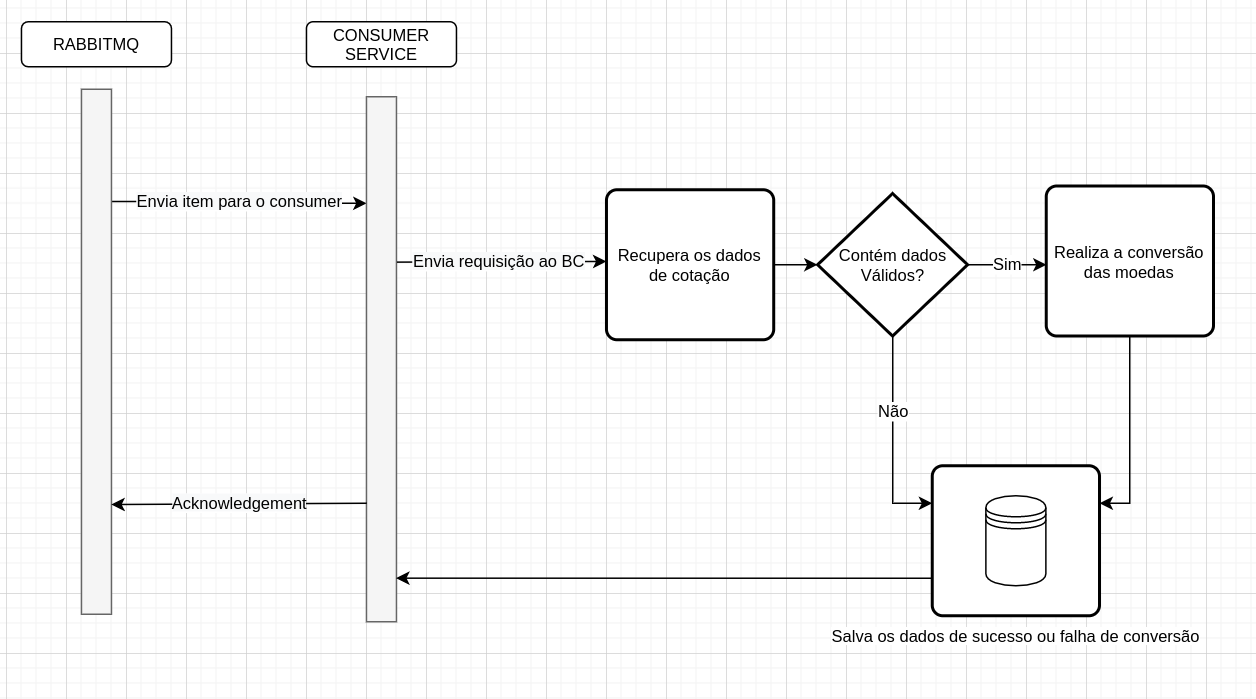 RABBITMQ
CONSUMER
SERVICE
Envia item para o consumer
Envia requisição ao BC
Recupera os dados
de cotação
Contém dados
Válidos?
Sim
Realiza a conversão
das moedas
Não
Acknowledgement
Salva os dados de sucesso ou falha de conversão